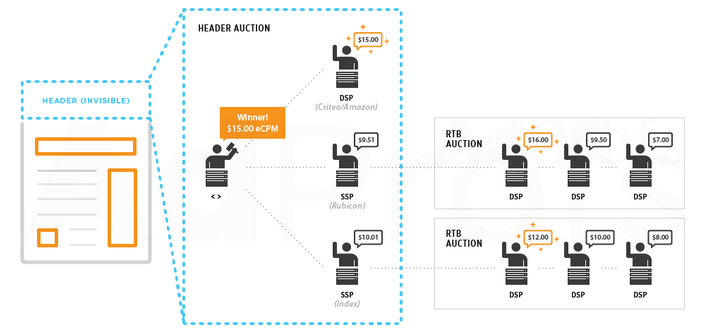 HEADER (INVISIBLE)
HEADER AUCTION
$15.00
DSP
(Criteo/Amazon)
Winner!
$15.00 eCPM
< >
$9.51
SSP
(Rubicon)
$10.01
SSP
(Index)
RTB
AUCTION
$16.00
DSP
$9.50
DSP
$7.00
DSP
RTB
AUCTION
$12.00
DSP
$10.00
DSP
$8.00
DSP